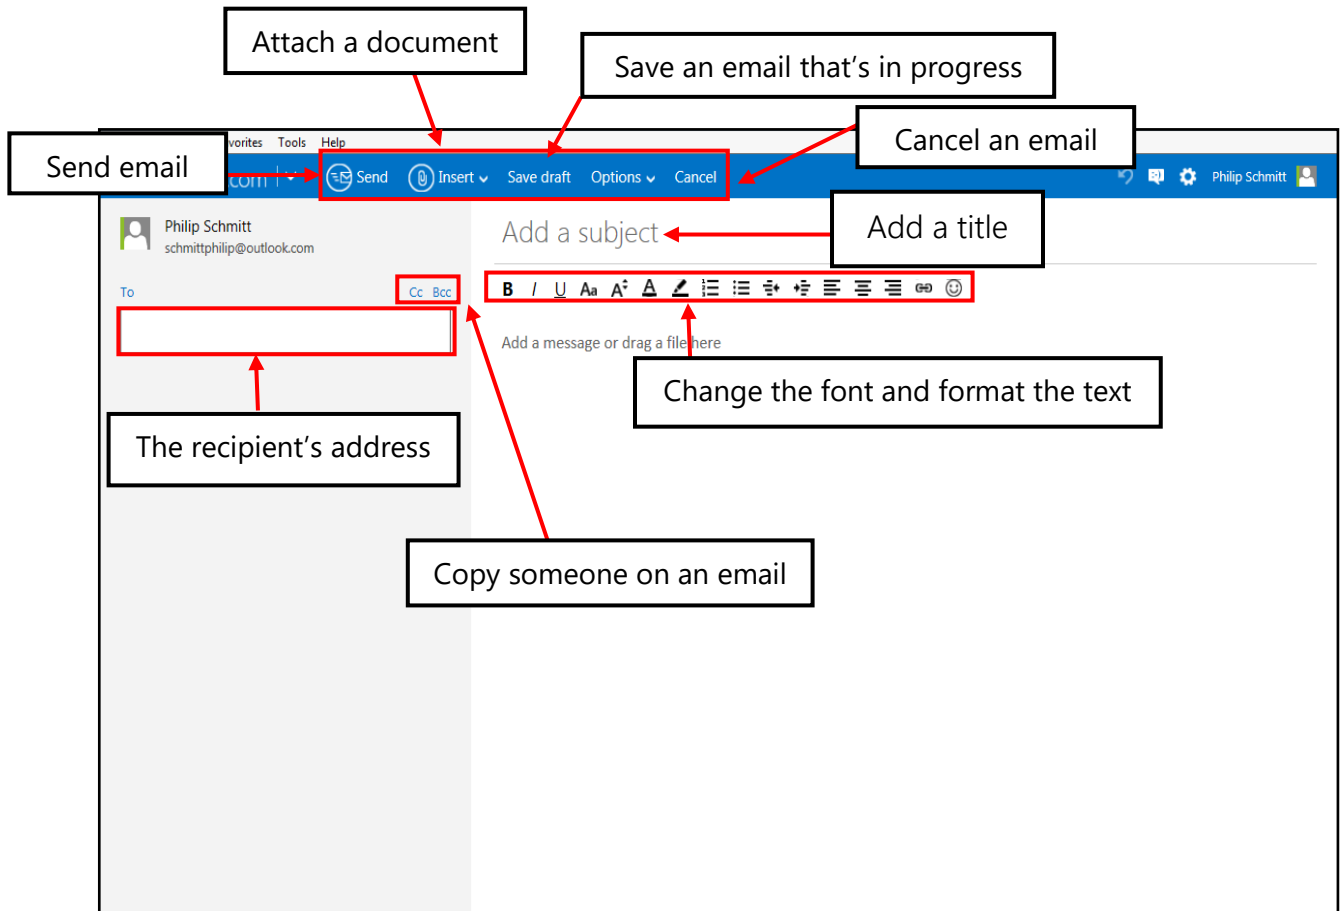 Attach a document
Save an email that's in progress
Cancel an email
Send email
vorites Tools Help
.com
Send Insert Save draft Options Cancel
Philip Schmitt
Philip Schmitt
schmittphilip@outlook.com
Add a subject
Add a title
To Cc Bcc
B I U Aa A A
Add a message or drag a file here
Change the font and format the text
The recipient's address
Copy someone on an email